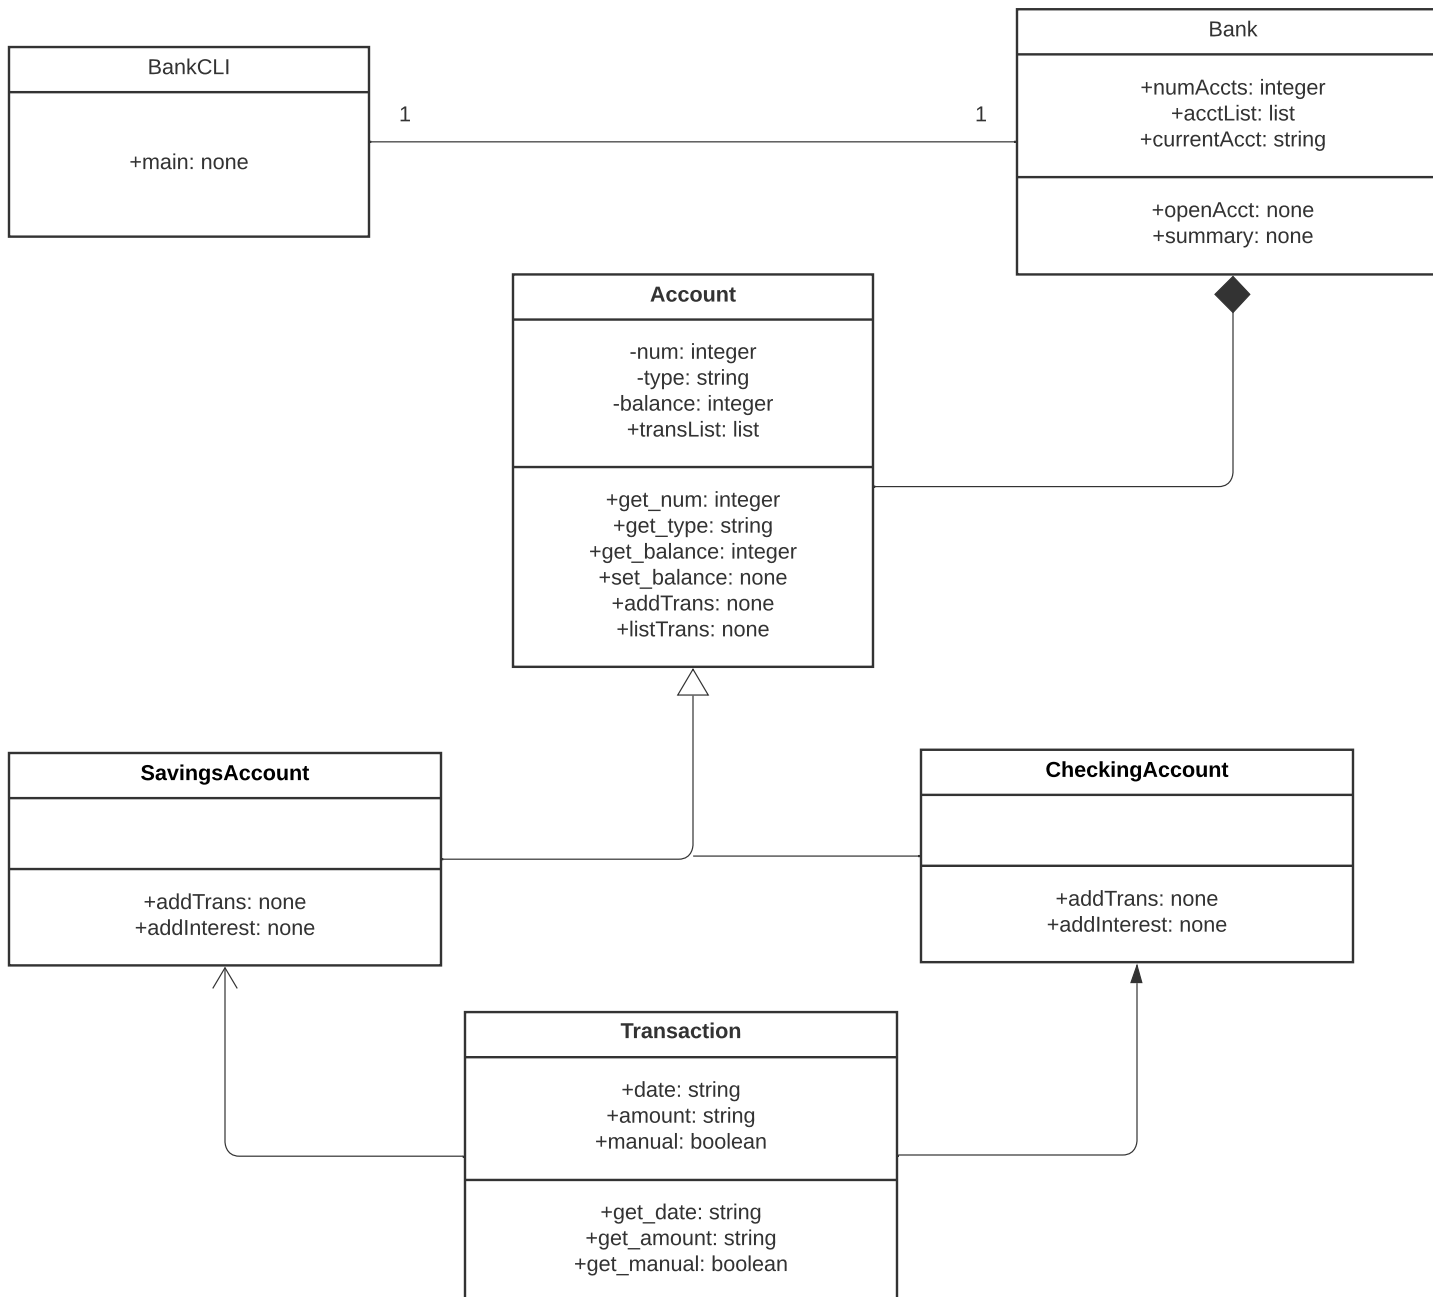 BankCLI
+main: none
1
1
Bank
+numAccts: integer
+acctList: list
+currentAcct: string
+openAcct: none
+summary: none
Account
-num: integer
-type: string
-balance: integer
+transList: list
+get_num: integer
+get_type: string
+get_balance: integer
+set_balance: none
+addTrans: none
+listTrans: none
SavingsAccount
+addTrans: none
+addInterest: none
CheckingAccount
+addTrans: none
+addInterest: none
Transaction
+date: string
+amount: string
+manual: boolean
+get_date: string
+get_amount: string
+get_manual: boolean